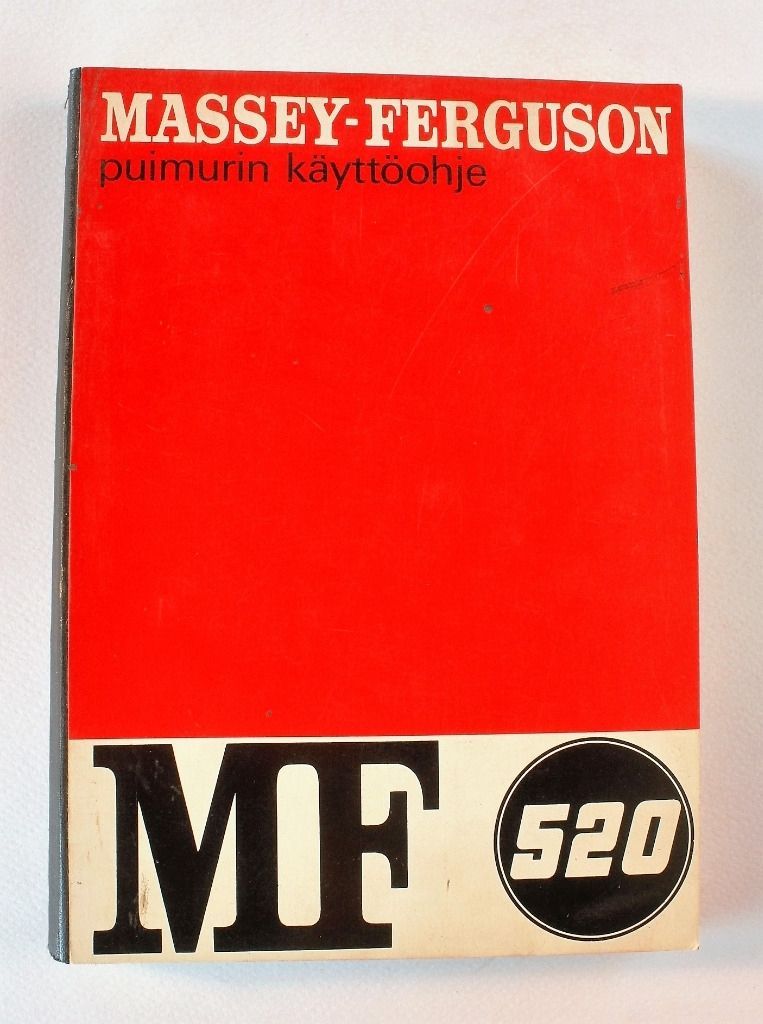 MASSEY-FERGUSON
puimurin käyttöohje
MF 520